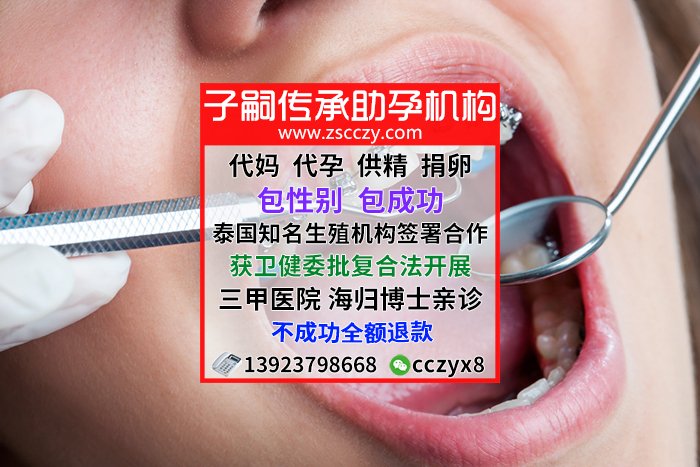 子嗣传承助孕机构
www.zscczy.com
代妈 代孕 供精 捐卵
包性别 包成功
泰国知名生殖机构签署合作
获卫健委批复合法开展
三甲医院 海归博士亲诊
不成功全额退款
13923798668 cczyx8